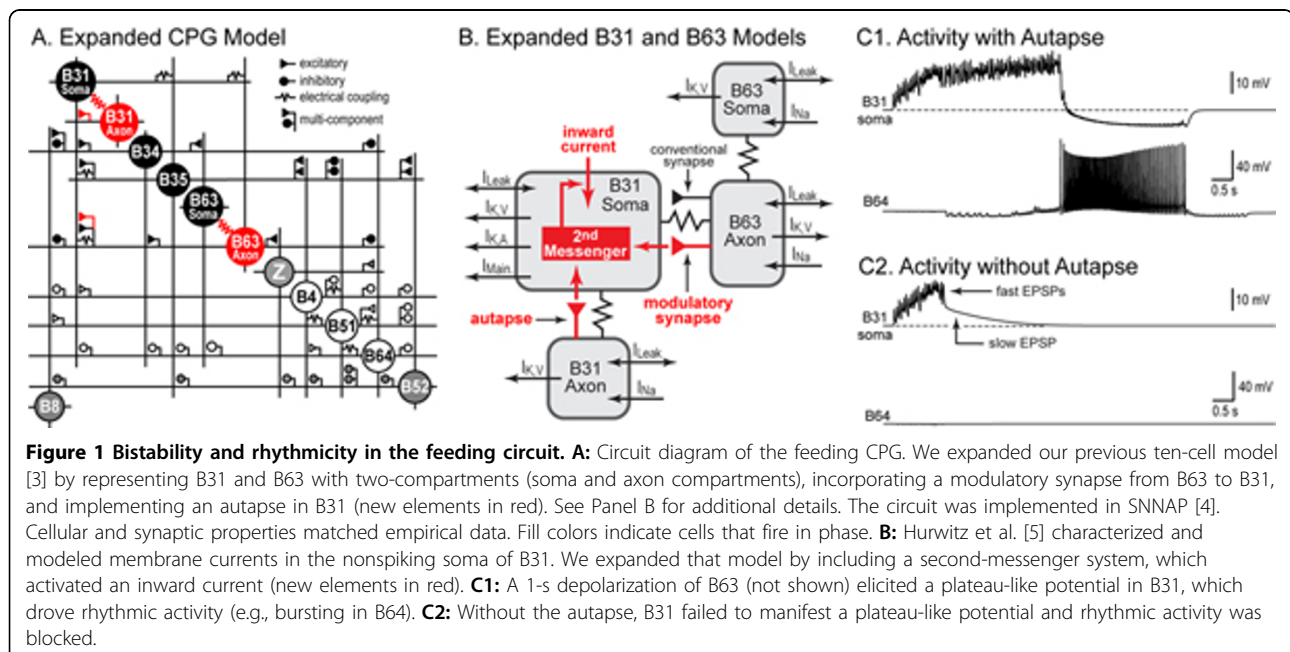 A. Expanded CPG Model
B31
Soma
B31
Axon
B34
B35
B63
Soma
B63
Axon
Z
B4
B51
B64
B52
B8
excitatory
inhibitory
electrical coupling
multi-component
B. Expanded B31 and B63 Models
B63
Soma
ILeak
IK,V
INa
inward
current
conventional
synapse
B31
Soma
ILeak
IK,V
IK,A
IMain.
2nd
Messenger
B63
Axon
ILeak
IK,V
INa
modulatory
synapse
autapse
B31
Axon
ILeak
IK,V
INa
C1. Activity with Autapse
B31
soma
10 mV
40 mV
0.5 s
B64
C2. Activity without Autapse
fast EPSPs
10 mV
B31
soma
slow EPSP
40 mV
0.5 s
B64
Figure 1 Bistability and rhythmicity in the feeding circuit. A: Circuit diagram of the feeding CPG. We expanded our previous ten-cell model
[3] by representing B31 and B63 with two-compartments (soma and axon compartments), incorporating a modulatory synapse from B63 to B31,
and implementing an autapse in B31 (new elements in red). See Panel B for additional details. The circuit was implemented in SNNAP [4].
Cellular and synaptic properties matched empirical data. Fill colors indicate cells that fire in phase. B: Hurwitz et al. [5] characterized and
modeled membrane currents in the nonspiking soma of B31. We expanded that model by including a second-messenger system, which
activated an inward current (new elements in red). C1: A 1-s depolarization of B63 (not shown) elicited a plateau-like potential in B31, which
drove rhythmic activity (e.g., bursting in B64). C2: Without the autapse, B31 failed to manifest a plateau-like potential and rhythmic activity was
blocked.